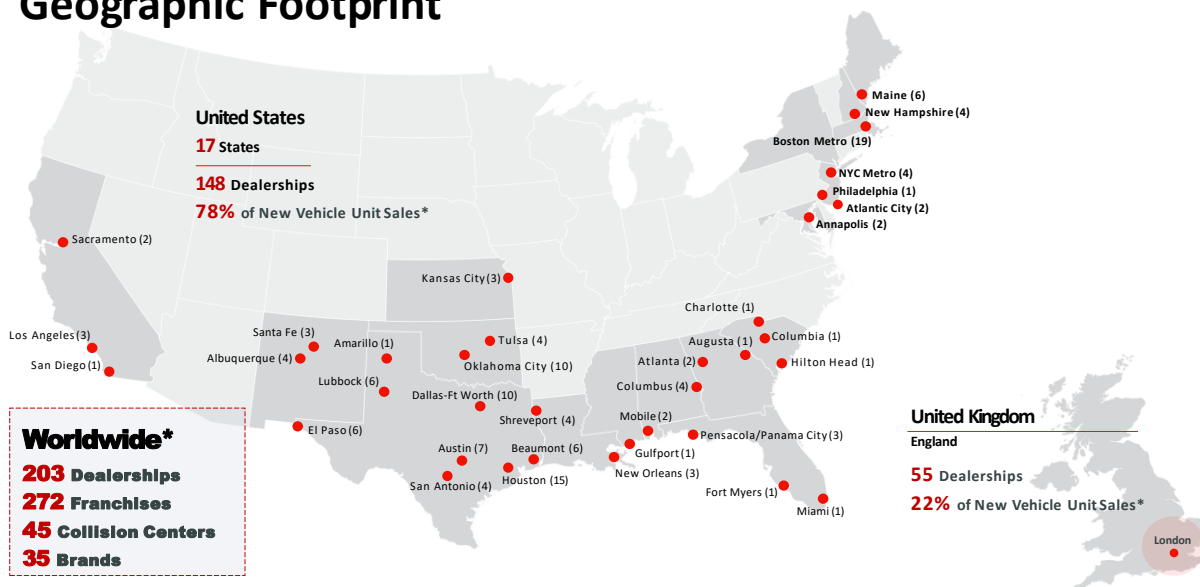 Geographic Footprint
United States
17 States
148 Dealerships
78% of New Vehicle Unit Sales*
Maine (6)
New Hampshire (4)
Boston Metro (19)
NYC Metro (4)
Philadelphia (1)
Atlantic City (2)
Annapolis (2)
Sacramento (2)
Kansas City (3)
Los Angeles (3)
San Diego (1)
Santa Fe (3)
Albuquerque (4)
Amarillo (1)
Lubbock (6)
Tulsa (4)
Oklahoma City (10)
Dallas-Ft Worth (10)
Shreveport (4)
El Paso (6)
Austin (7)
San Antonio (4)
Beaumont (6)
Houston (15)
Charlotte (1)
Columbia (1)
Augusta (1)
Hilton Head (1)
Atlanta (2)
Columbus (4)
Mobile (2)
Pensacola/Panama City (3)
Gulfport (1)
New Orleans (3)
Fort Myers (1)
Miami (1)
Worldwide*
203 Dealerships
272 Franchises
45 Collision Centers
35 Brands
United Kingdom
England
55 Dealerships
22% of New Vehicle Unit Sales*
London